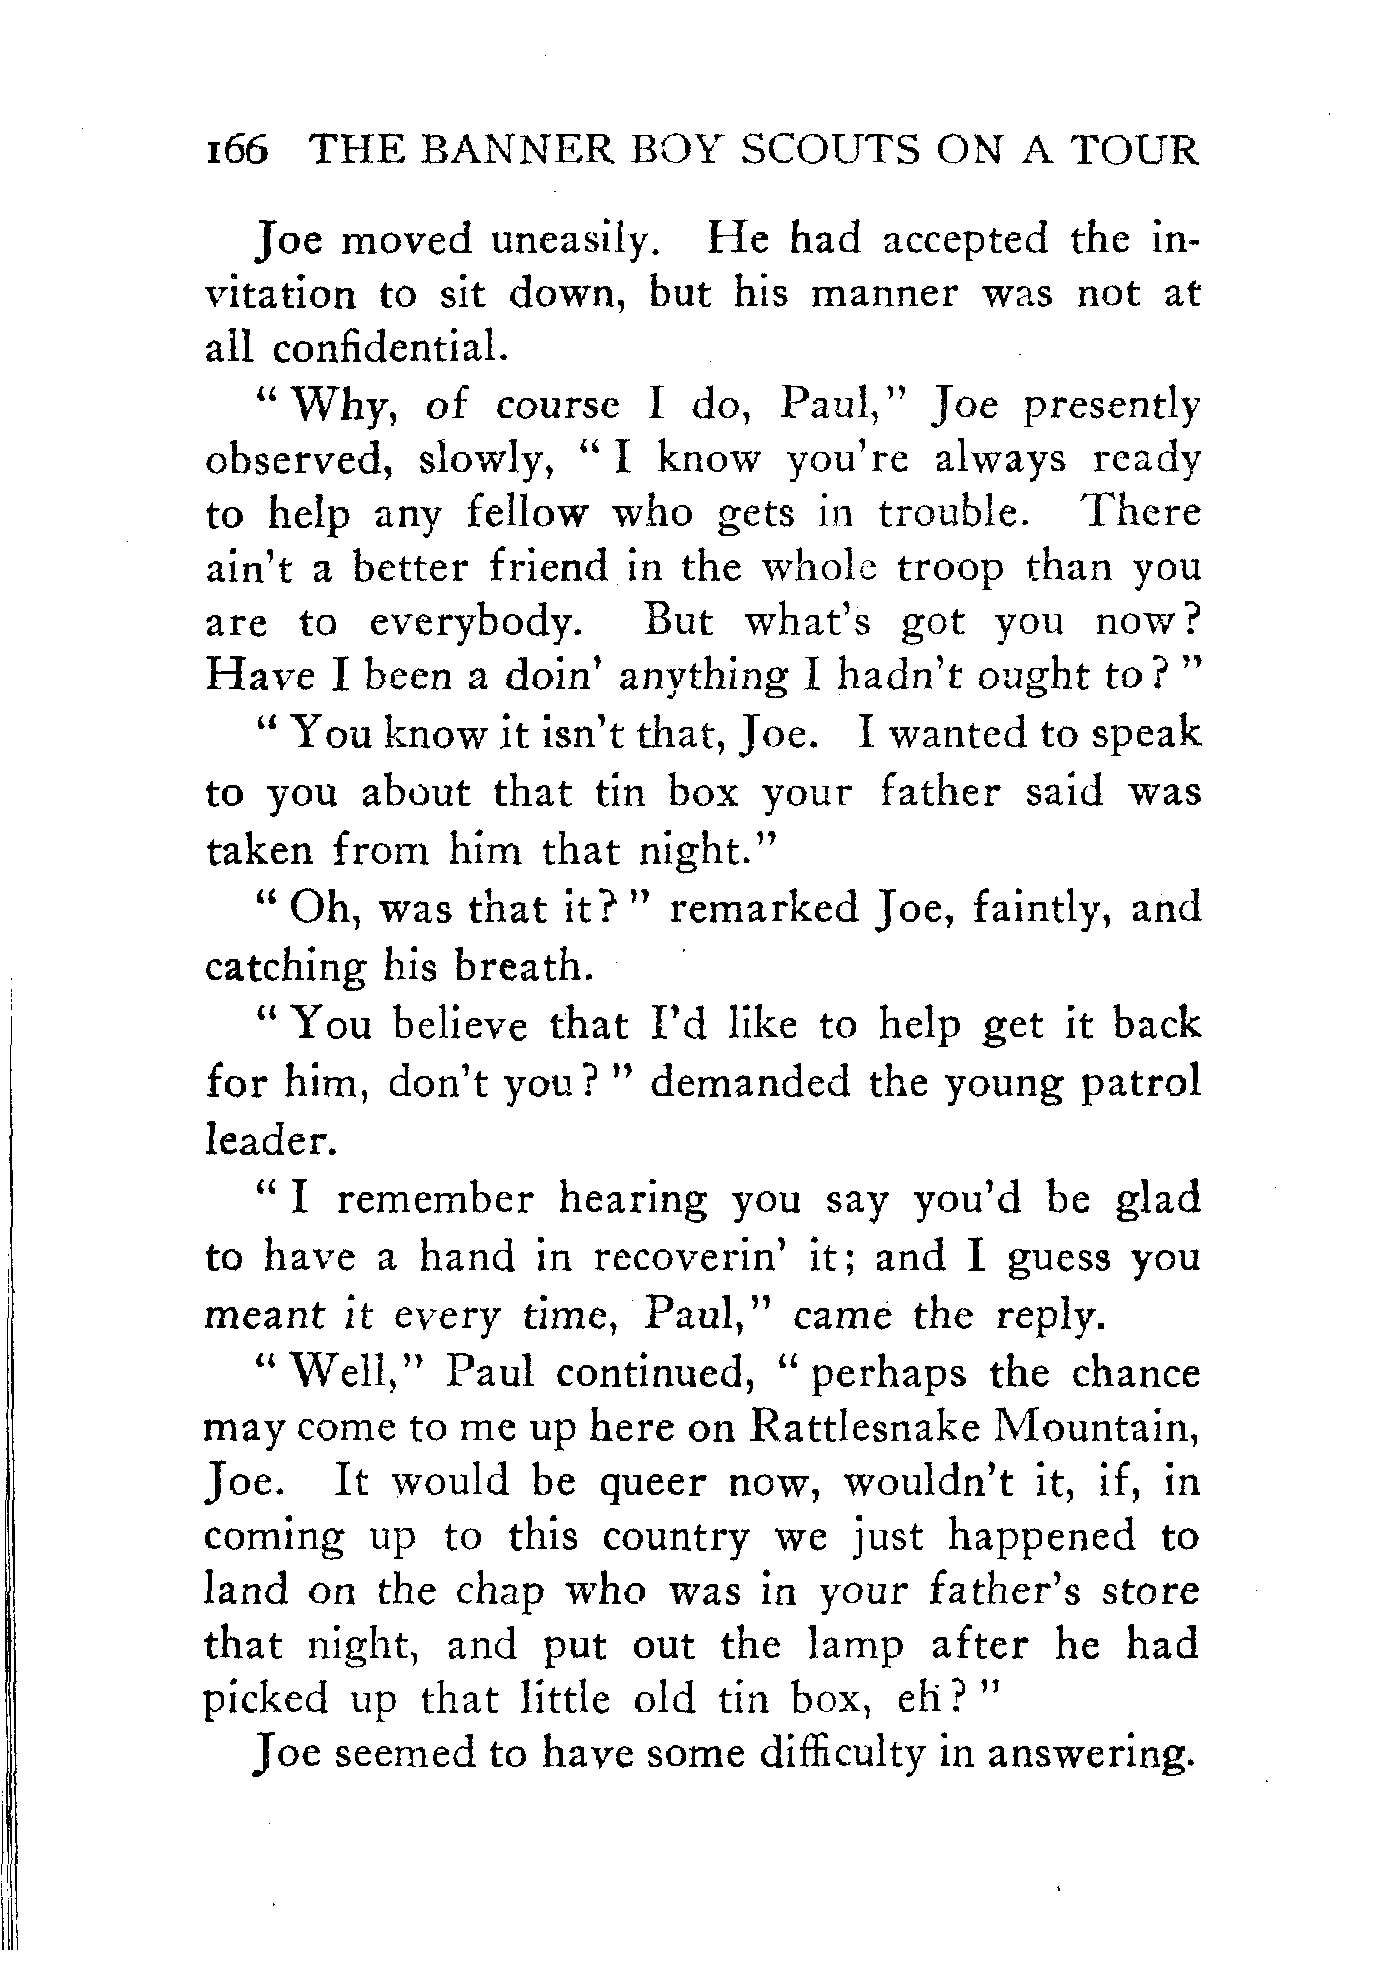 166 THE BANNER BOY SCOUTS ON A TOUR
Joe moved uneasily. He had accepted the in-
vitation to sit down, but his manner was not at
all confidential.
" Why, of course I do, Paul," Joe presently
observed, slowly, " I know you're always ready
to help any fellow who gets in trouble. There
ain't a better friend in the whole troop than you
are to everybody. But what's got you now?
Have I been a doin' anything I hadn't ought to? "
" You know it isn't that, Joe. I wanted to speak
to you about that tin box your father said was
taken from him that night."
" Oh, was that it? " remarked Joe, faintly, and
catching his breath.
" You believe that I'd like to help get it back
for him, don't you? " demanded the young patrol
leader.
" I remember hearing you say you'd be glad
to have a hand in recoverin' it; and I guess you
meant it every time, Paul," came the reply.
" Well," Paul continued, " perhaps the chance
may come to me up here on Rattlesnake Mountain,
Joe. It would be queer now, wouldn't it, if, in
coming up to this country we just happened to
land on the chap who was in your father's store
that night, and put out the lamp after he had
picked up that little old tin box, eh? "
Joe seemed to have some difficulty in answering.